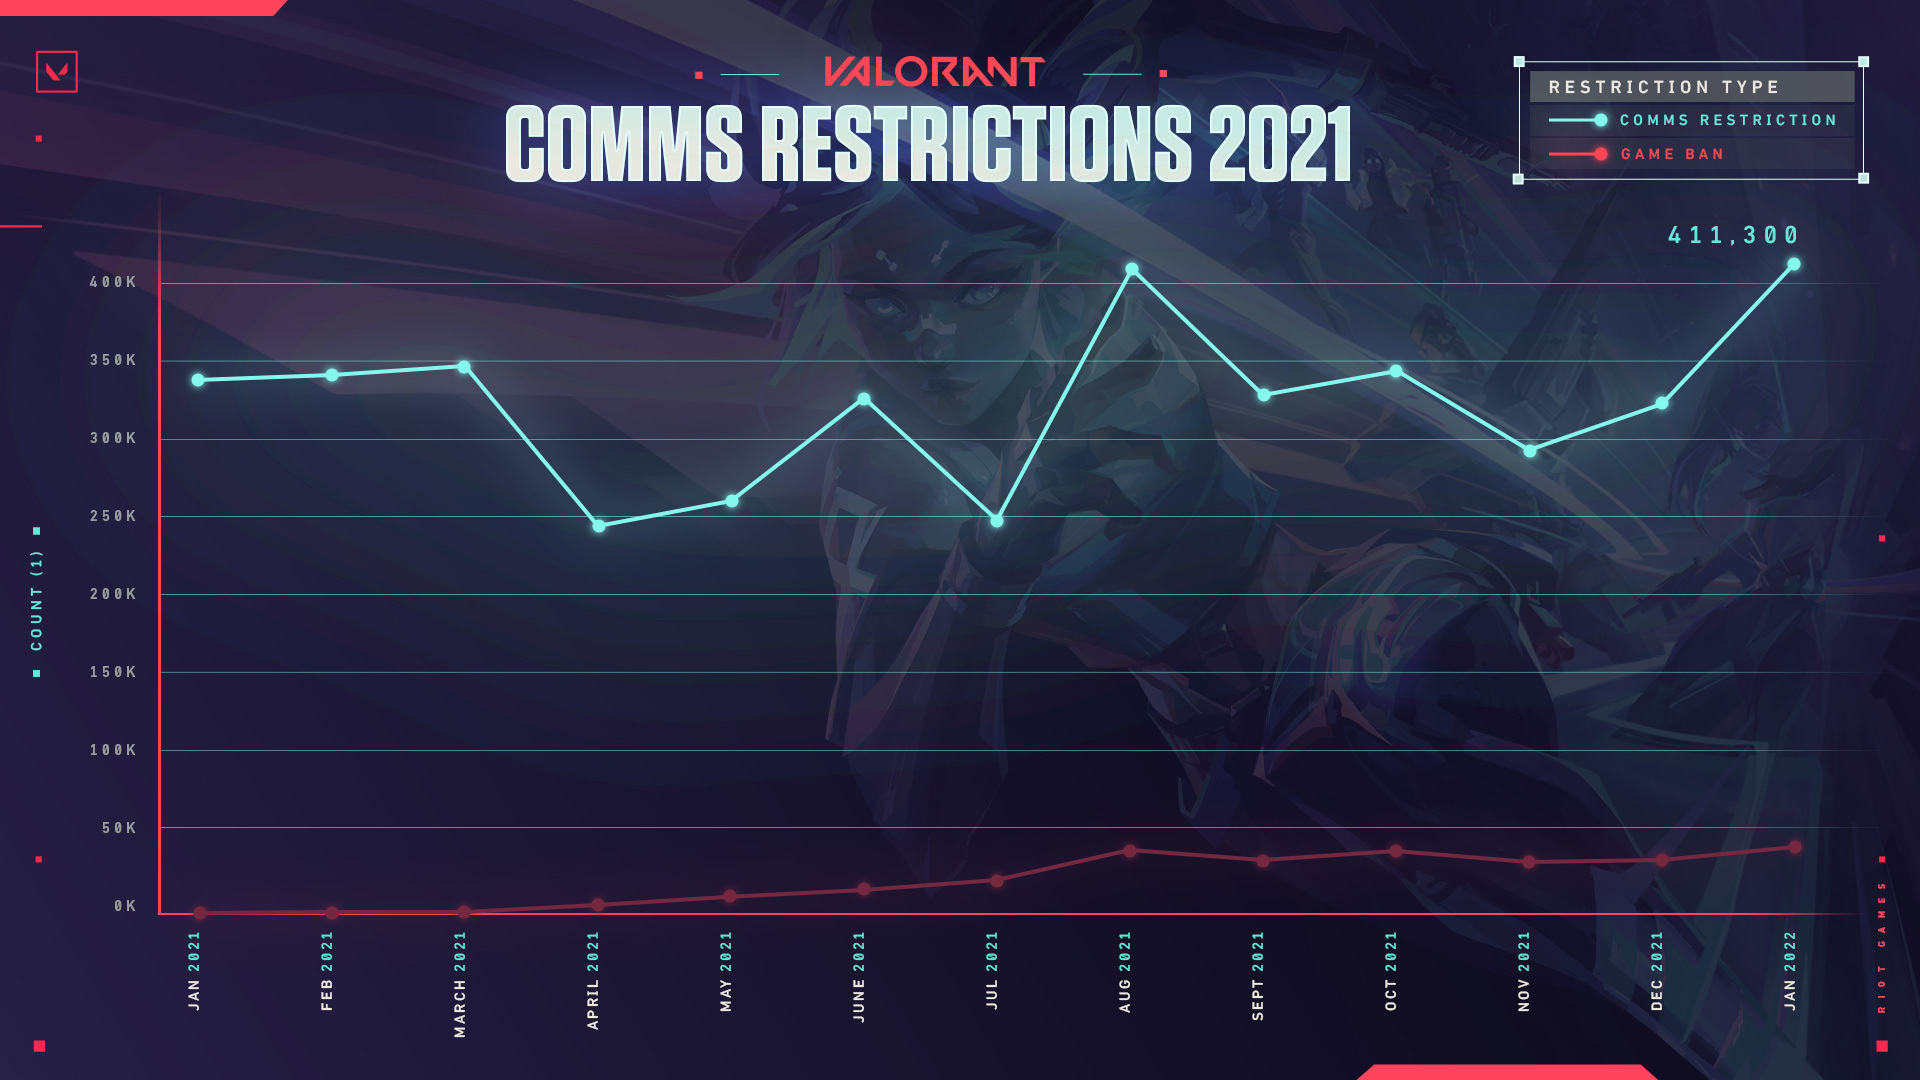 VALORANT
COMMS RESTRICTIONS 2021
RESTRICTION TYPE
COMMS RESTRICTION
GAME BAN
411,300
400K
350K
300K
250K
200K
150K
100K
50K
0K
COUNT (1)
JAN 2021
FEB 2021
MARCH 2021
APRIL 2021
MAY 2021
JUNE 2021
JUL 2021
AUG 2021
SEPT 2021
OCT 2021
NOV 2021
DEC 2021
JAN 2022
RIOT GAMES